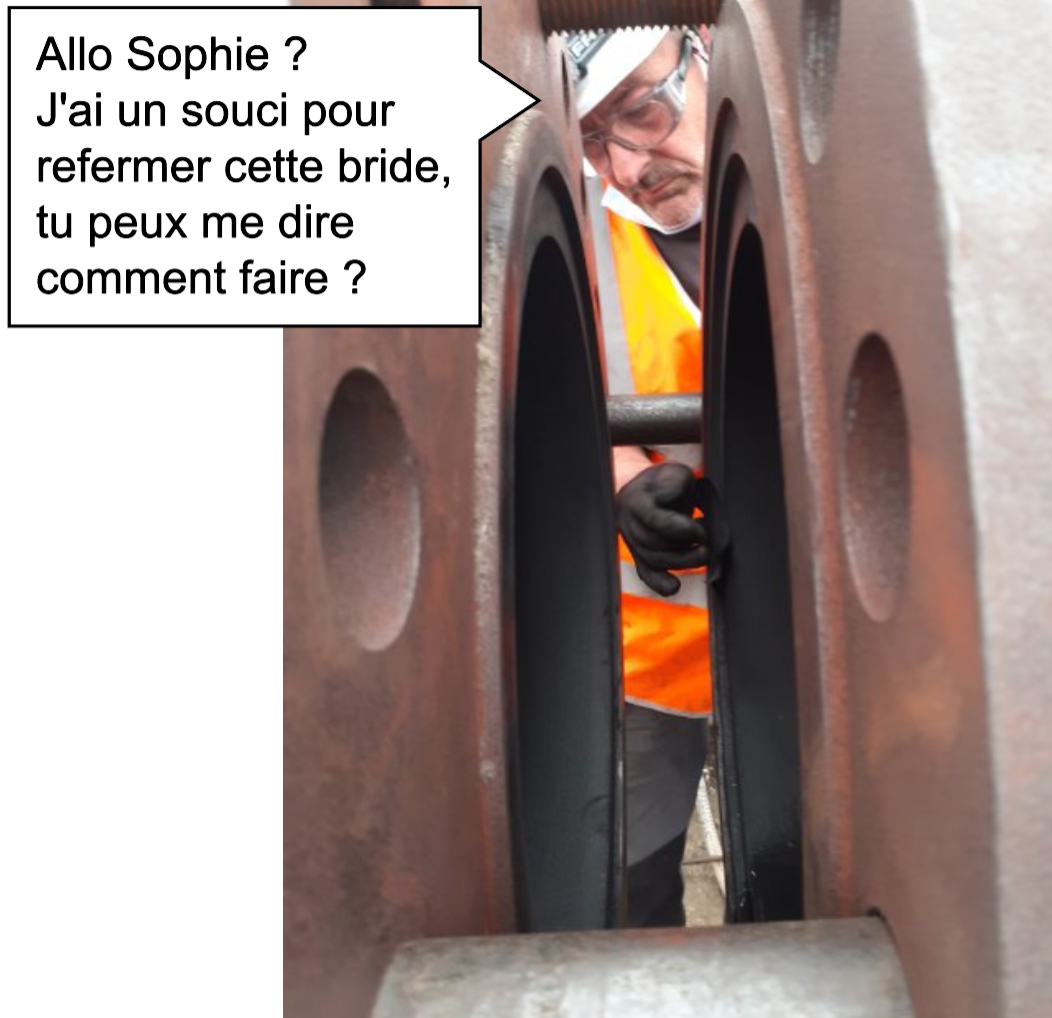 Allo Sophie ?
J'ai un souci pour
refermer cette bride,
tu peux me dire
comment faire ?